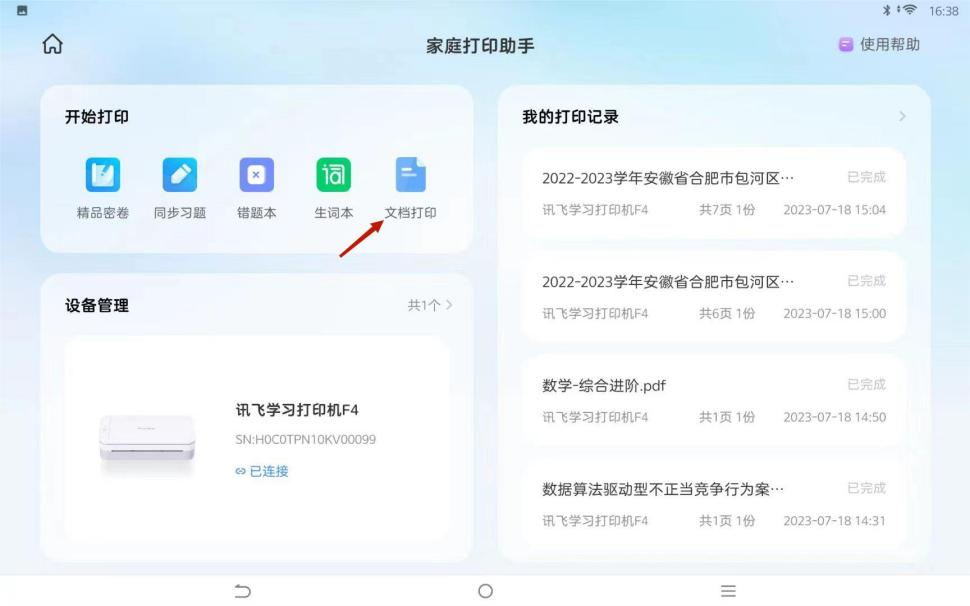 16:38
家庭打印助手
使用帮助
开始打印
精品密卷 同步习题 错题本 生词本 文档打印
设备管理
共1个
讯飞学习打印机F4
SN:H0C0TPN10KV00099
已连接
我的打印记录
2022-2023学年安徽省合肥市包河区… 已完成
讯飞学习打印机F4 共7页 1份 2023-07-18 15:04
2022-2023学年安徽省合肥市包河区… 已完成
讯飞学习打印机F4 共6页 1份 2023-07-18 15:00
数学-综合进阶.pdf 已完成
讯飞学习打印机F4 共1页 1份 2023-07-18 14:50
数据算法驱动型不正当竞争行为案… 已完成
讯飞学习打印机F4 共1页 1份 2023-07-18 14:31